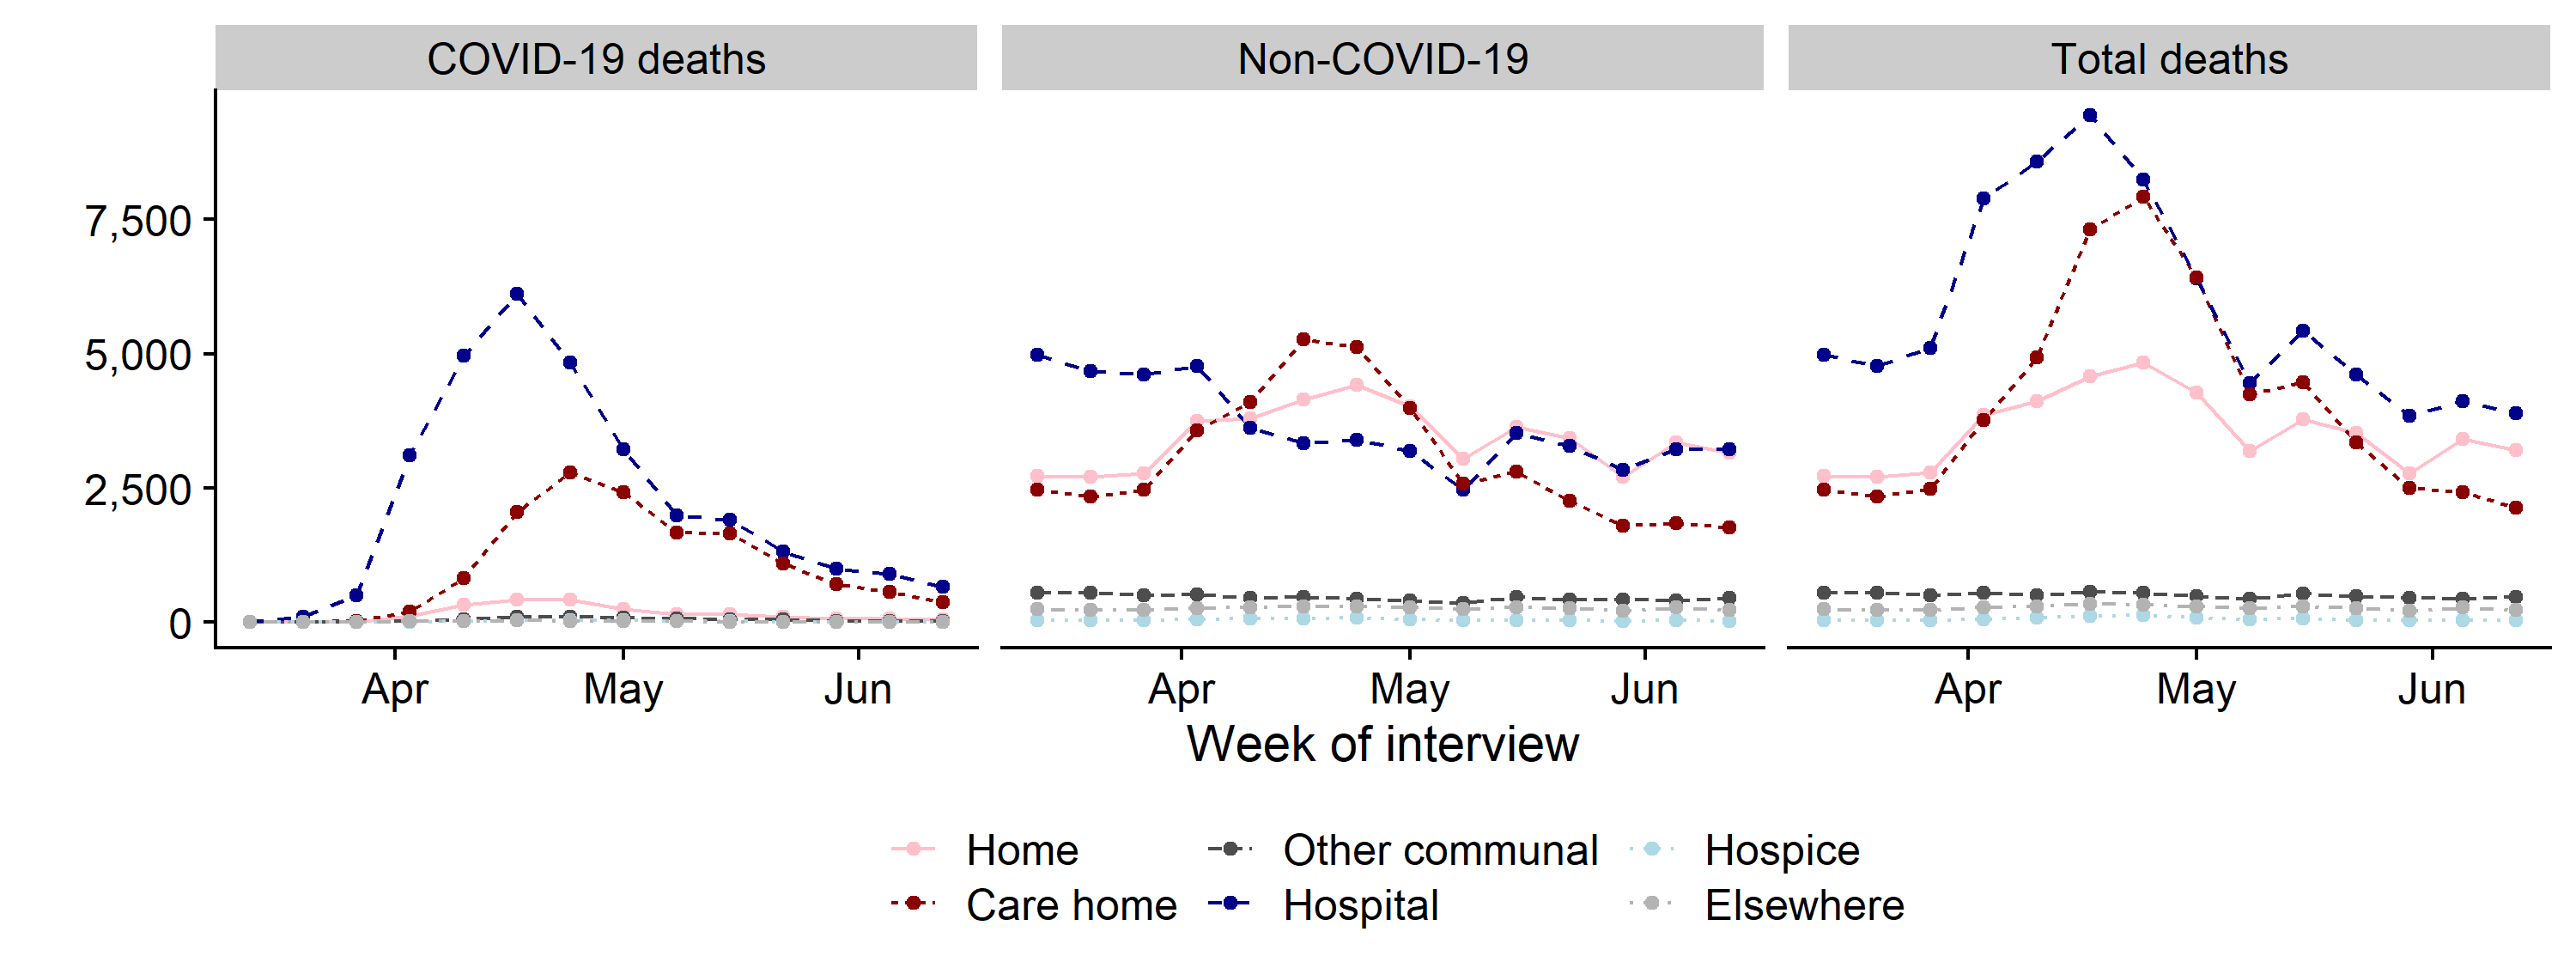 COVID-19 deaths
Non-COVID-19
Total deaths
7,500
5,000
2,500
0
Apr May Jun
Apr May Jun
Apr May Jun
Week of interview
Home Other communal Hospice
Care home Hospital Elsewhere